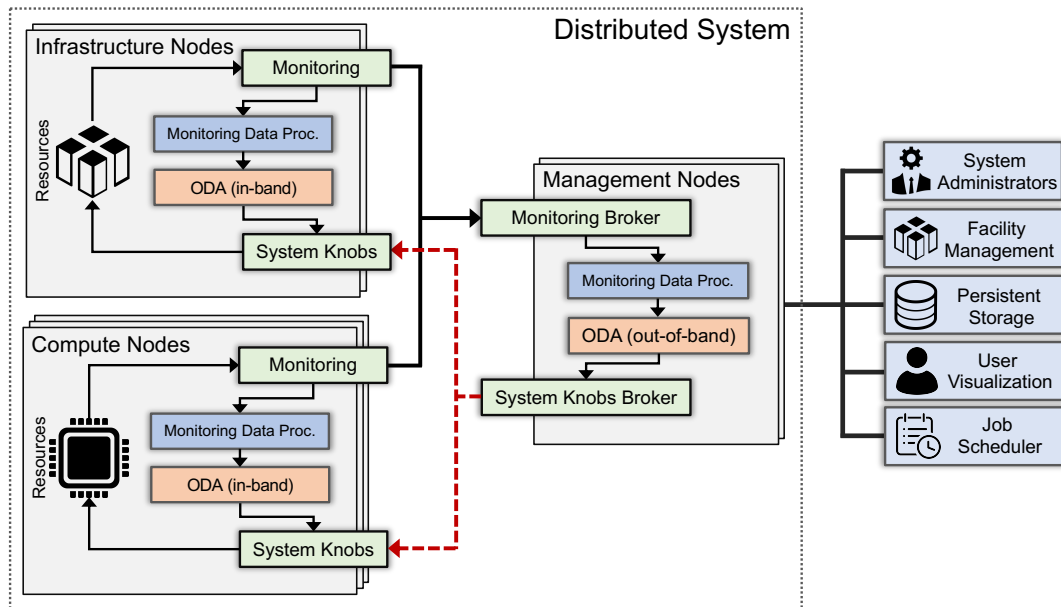 Distributed System
Infrastructure Nodes
Monitoring
Monitoring Data Proc.
ODA (in-band)
System Knobs
Resources
Compute Nodes
Monitoring
Monitoring Data Proc.
ODA (in-band)
System Knobs
Resources
Management Nodes
Monitoring Broker
Monitoring Data Proc.
ODA (out-of-band)
System Knobs Broker
System
Administrators
Facility
Management
Persistent
Storage
User
Visualization
Job
Scheduler